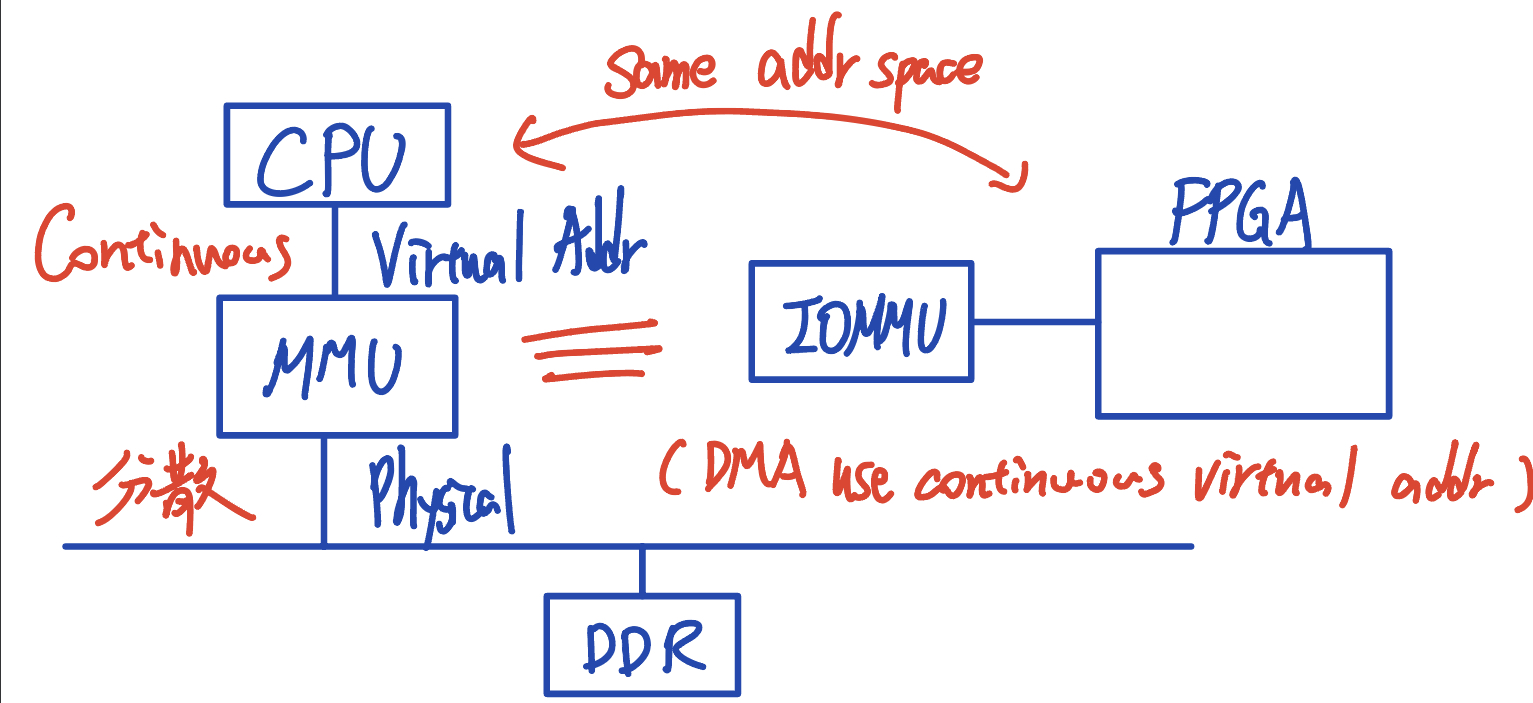 Same addr space
CPU
FPGA
Continuous
Virtual Addr
MMU
IOMMU
分散
Physical
(DMA use continuous virtual addr)
DDR